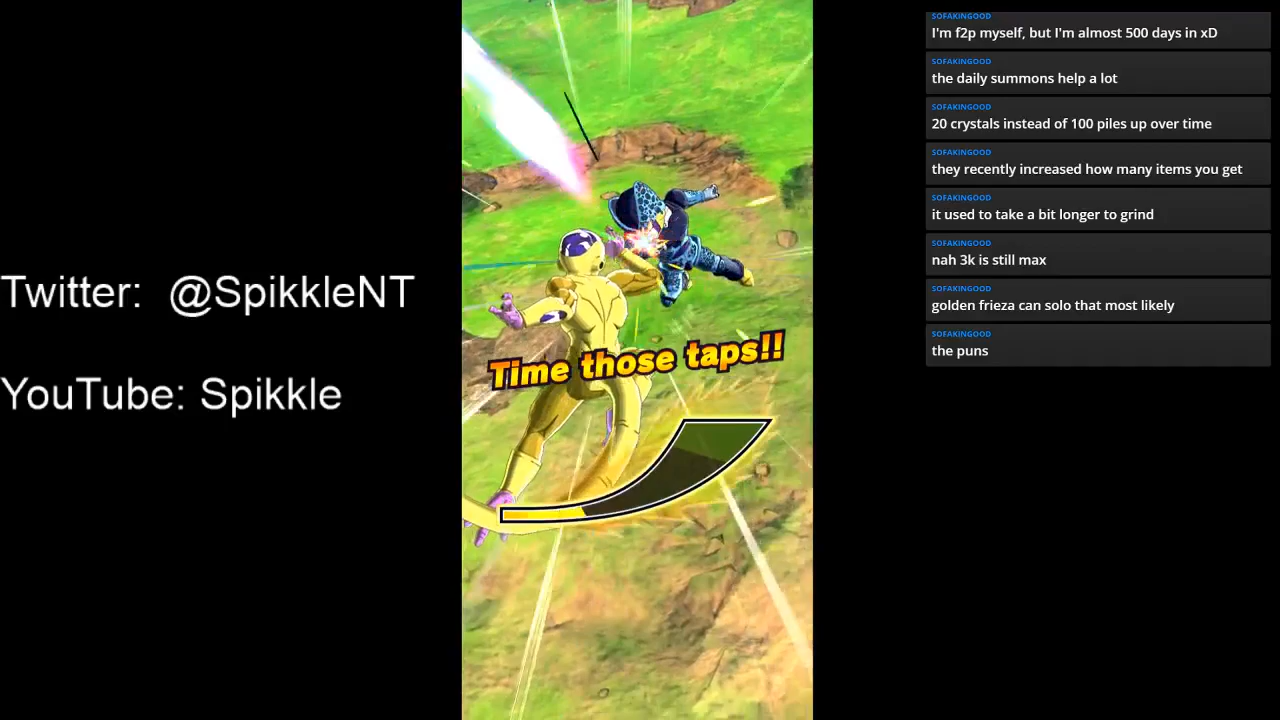 Twitter: @SpikkleNT
YouTube: Spikkle
Time those taps!!
SOFAKINGOOD
I'm f2p myself, but I'm almost 500 days in xD
SOFAKINGOOD
the daily summons help a lot
SOFAKINGOOD
20 crystals instead of 100 piles up over time
SOFAKINGOOD
they recently increased how many items you get
SOFAKINGOOD
it used to take a bit longer to grind
SOFAKINGOOD
nah 3k is still max
SOFAKINGOOD
golden frieza can solo that most likely
SOFAKINGOOD
the puns